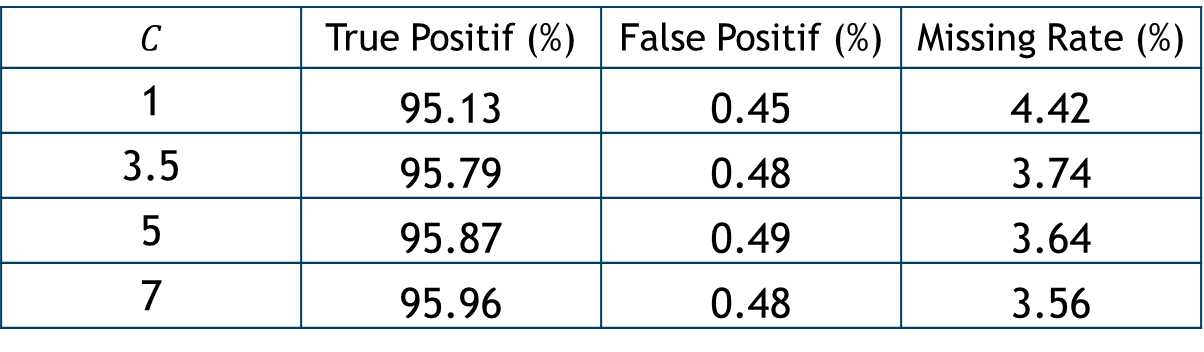 C True Positif (%) False Positif (%) Missing Rate (%)
1 95.13 0.45 4.42
3.5 95.79 0.48 3.74
5 95.87 0.49 3.64
7 95.96 0.48 3.56